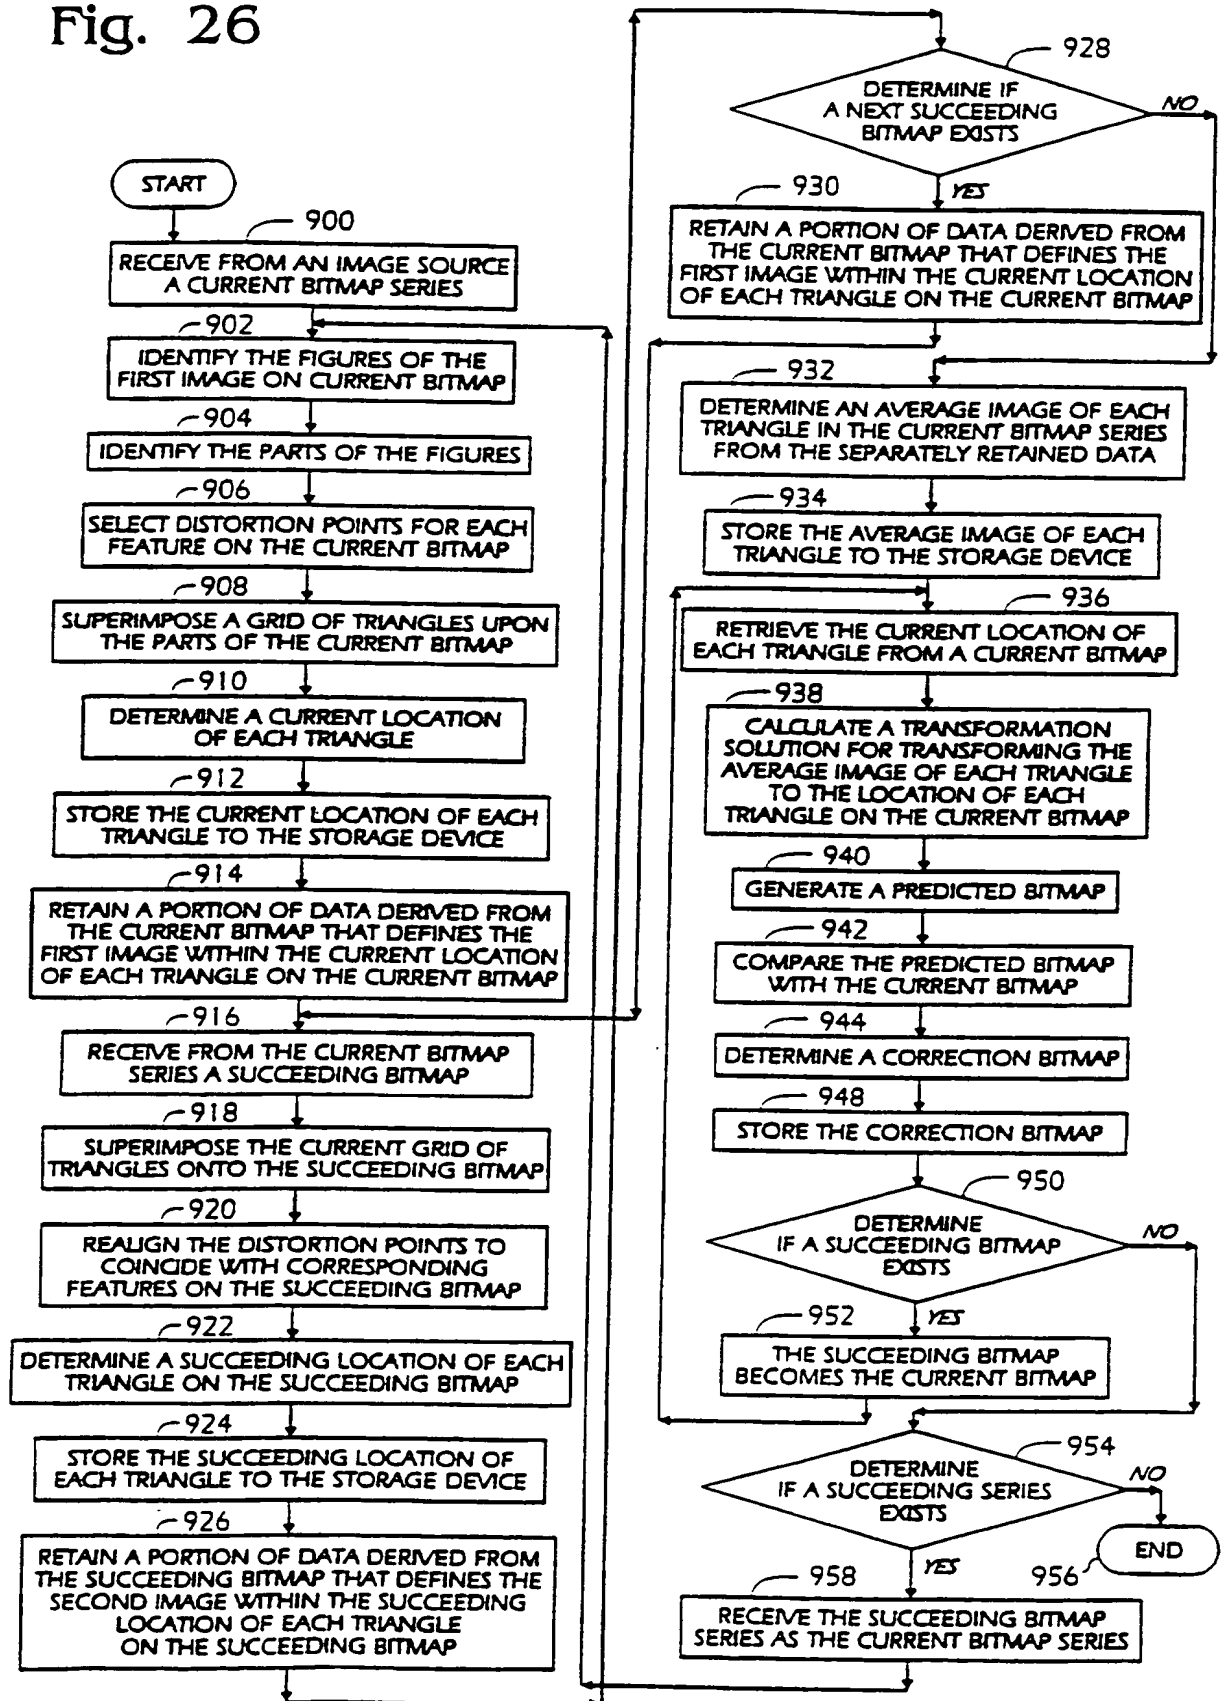 Fig. 26
START
900
RECEIVE FROM AN IMAGE SOURCE
A CURRENT BITMAP SERIES
902
IDENTIFY THE FIGURES OF THE
FIRST IMAGE ON CURRENT BITMAP
904
IDENTIFY THE PARTS OF THE FIGURES
906
SELECT DISTORTION POINTS FOR EACH
FEATURE ON THE CURRENT BITMAP
908
SUPERIMPOSE A GRID OF TRIANGLES UPON
THE PARTS OF THE CURRENT BITMAP
910
DETERMINE A CURRENT LOCATION
OF EACH TRIANGLE
912
STORE THE CURRENT LOCATION OF EACH
TRIANGLE TO THE STORAGE DEVICE
914
RETAIN A PORTION OF DATA DERIVED FROM
THE CURRENT BITMAP THAT DEFINES THE
FIRST IMAGE WITHIN THE CURRENT LOCATION
OF EACH TRIANGLE ON THE CURRENT BITMAP
916
RECEIVE FROM THE CURRENT BITMAP
SERIES A SUCCEEDING BITMAP
918
SUPERIMPOSE THE CURRENT GRID OF
TRIANGLES ONTO THE SUCCEEDING BITMAP
920
REALIGN THE DISTORTION POINTS TO
COINCIDE WITH CORRESPONDING
FEATURES ON THE SUCCEEDING BITMAP
922
DETERMINE A SUCCEEDING LOCATION OF EACH
TRIANGLE ON THE SUCCEEDING BITMAP
924
STORE THE SUCCEEDING LOCATION OF
EACH TRIANGLE TO THE STORAGE DEVICE
926
RETAIN A PORTION OF DATA DERIVED FROM
THE SUCCEEDING BITMAP THAT DEFINES THE
SECOND IMAGE WITHIN THE SUCCEEDING
LOCATION OF EACH TRIANGLE
ON THE SUCCEEDING BITMAP
928
DETERMINE IF
A NEXT SUCCEEDING
BITMAP EXISTS
NO
YES
930
RETAIN A PORTION OF DATA DERIVED FROM
THE CURRENT BITMAP THAT DEFINES THE
FIRST IMAGE WITHIN THE CURRENT LOCATION
OF EACH TRIANGLE ON THE CURRENT BITMAP
932
DETERMINE AN AVERAGE IMAGE OF EACH
TRIANGLE IN THE CURRENT BITMAP SERIES
FROM THE SEPARATELY RETAINED DATA
934
STORE THE AVERAGE IMAGE OF EACH
TRIANGLE TO THE STORAGE DEVICE
936
RETRIEVE THE CURRENT LOCATION OF
EACH TRIANGLE FROM A CURRENT BITMAP
938
CALCULATE A TRANSFORMATION
SOLUTION FOR TRANSFORMING THE
AVERAGE IMAGE OF EACH TRIANGLE
TO THE LOCATION OF EACH
TRIANGLE ON THE CURRENT BITMAP
940
GENERATE A PREDICTED BITMAP
942
COMPARE THE PREDICTED BITMAP
WITH THE CURRENT BITMAP
944
DETERMINE A CORRECTION BITMAP
948
STORE THE CORRECTION BITMAP
950
DETERMINE
IF A SUCCEEDING BITMAP
EXISTS
NO
YES
952
THE SUCCEEDING BITMAP
BECOMES THE CURRENT BITMAP
954
DETERMINE
IF A SUCCEEDING SERIES
EXISTS
NO
END
956
YES
958
RECEIVE THE SUCCEEDING BITMAP
SERIES AS THE CURRENT BITMAP SERIES